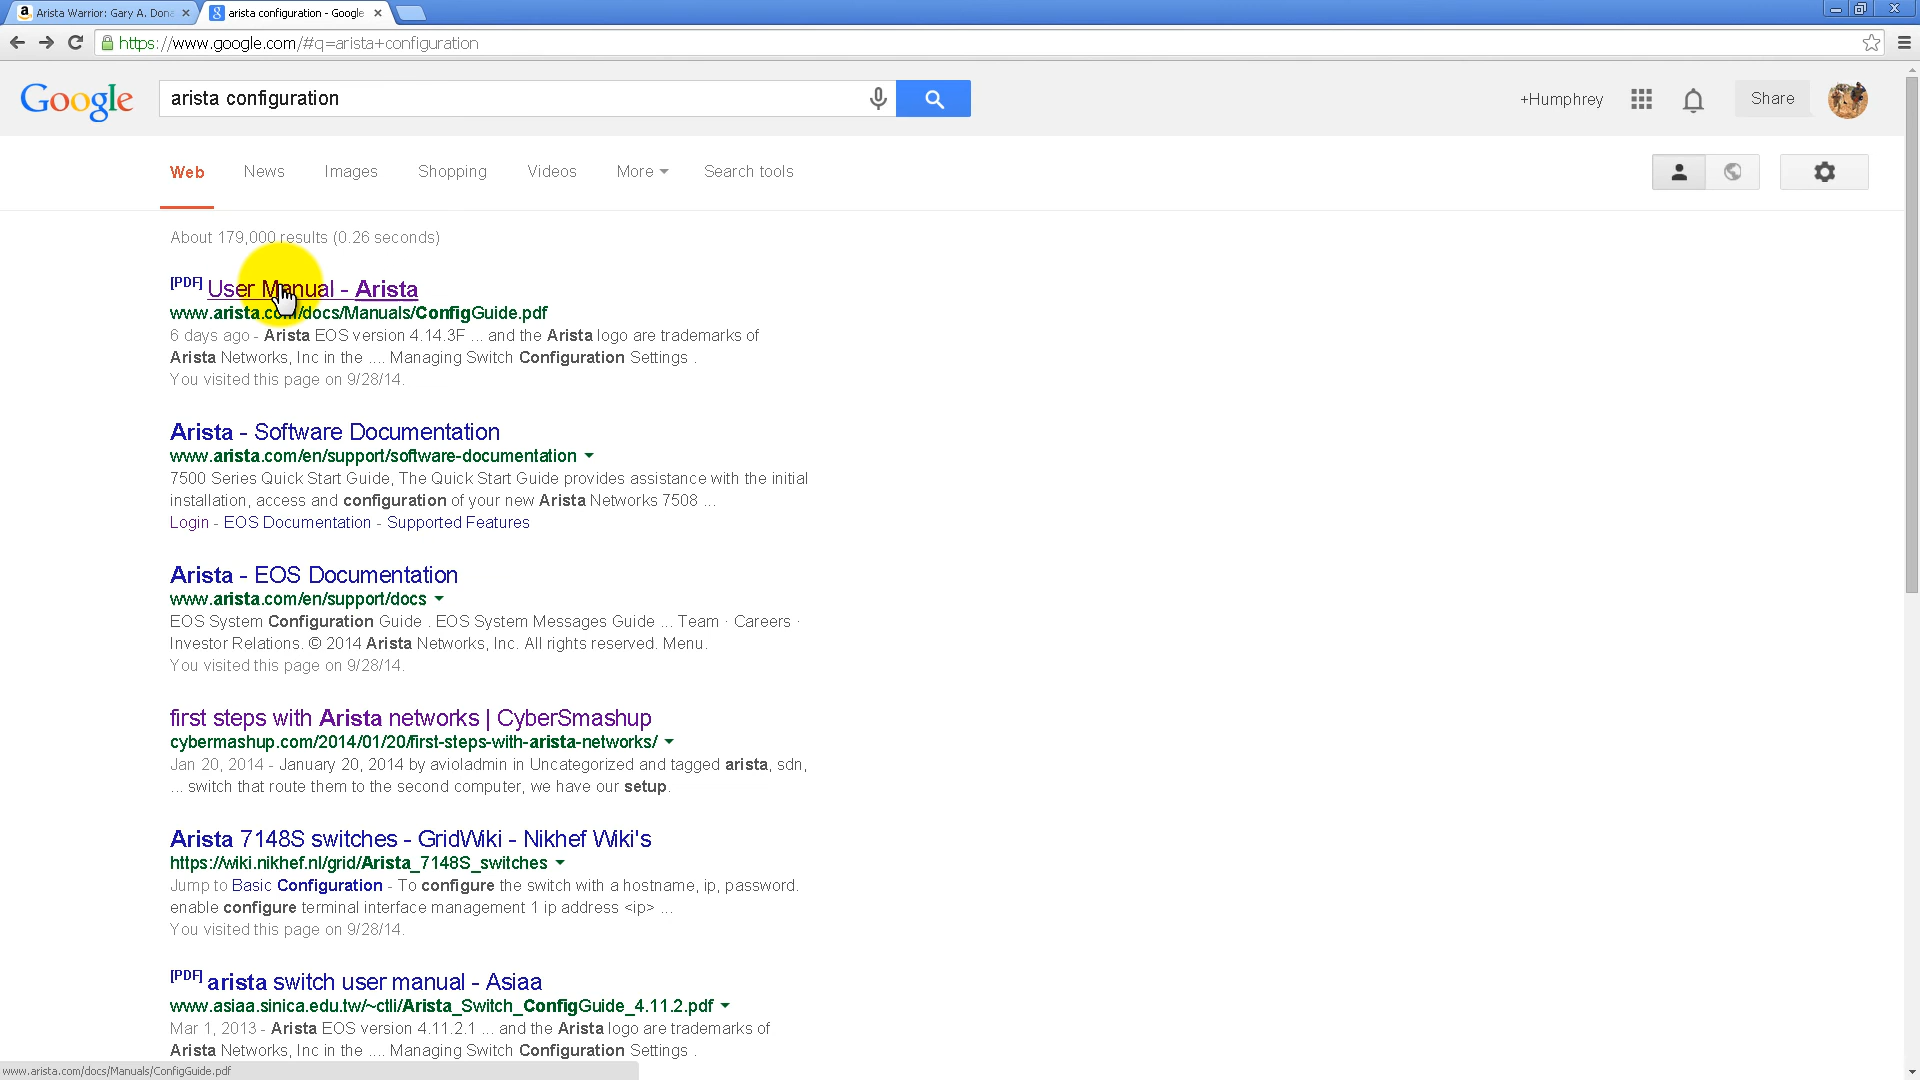 Arista Warrior: Gary A. Dona
arista configuration - Google
https://www.google.com/#q=arista+configuration
Google
arista configuration
+Humphrey
Share
Web
News
Images
Shopping
Videos
More
Search tools
About 179,000 results (0.26 seconds)
[PDF] User Manual - Arista
www.arista.com/docs/Manuals/ConfigGuide.pdf
6 days ago - Arista EOS version 4.14.3F ... and the Arista logo are trademarks of
Arista Networks, Inc in the .... Managing Switch Configuration Settings .
You visited this page on 9/28/14.
Arista - Software Documentation
www.arista.com/en/support/software-documentation
7500 Series Quick Start Guide, The Quick Start Guide provides assistance with the initial
installation, access and configuration of your new Arista Networks 7508 ...
Login - EOS Documentation - Supported Features
Arista - EOS Documentation
www.arista.com/en/support/docs
EOS System Configuration Guide . EOS System Messages Guide ... Team · Careers ·
Investor Relations. © 2014 Arista Networks, Inc. All rights reserved. Menu.
You visited this page on 9/28/14.
first steps with Arista networks | CyberSmashup
cybermashup.com/2014/01/20/first-steps-with-arista-networks/
Jan 20, 2014 - January 20, 2014 by avioladmin in Uncategorized and tagged arista, sdn,
... switch that route them to the second computer, we have our setup.
Arista 7148S switches - GridWiki - Nikhef Wiki's
https://wiki.nikhef.nl/grid/Arista_7148S_switches
Jump to Basic Configuration - To configure the switch with a hostname, ip, password.
enable configure terminal interface management 1 ip address <ip> ...
You visited this page on 9/28/14.
[PDF] arista switch user manual - Asiaa
www.asiaa.sinica.edu.tw/~ctli/Arista_Switch_ConfigGuide_4.11.2.pdf
Mar 1, 2013 - Arista EOS version 4.11.2.1 ... and the Arista logo are trademarks of
Arista Networks, Inc in the .... Managing Switch Configuration Settings .
www.arista.com/docs/Manuals/ConfigGuide.pdf